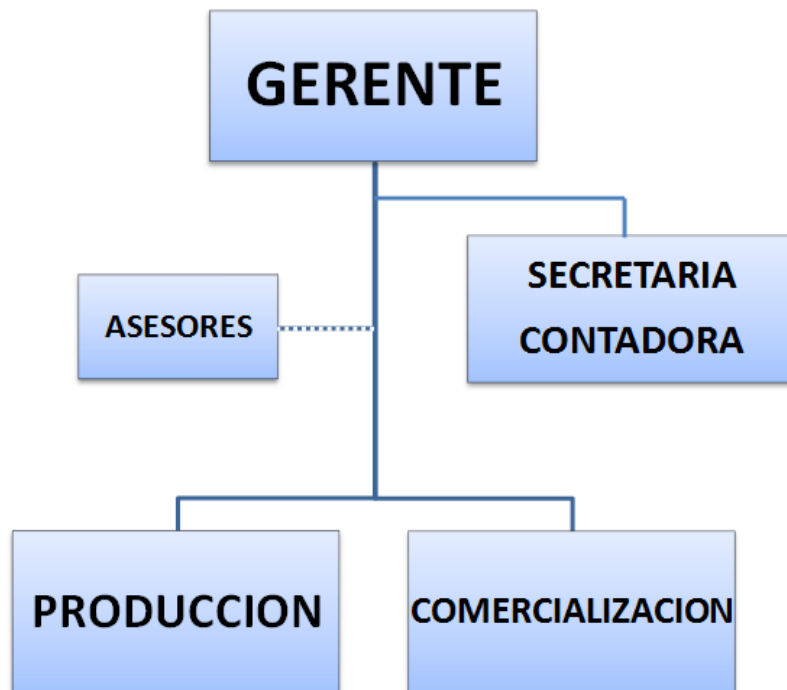 GERENTE
SECRETARIA
CONTADORA
ASESORES
PRODUCCION
COMERCIALIZACION